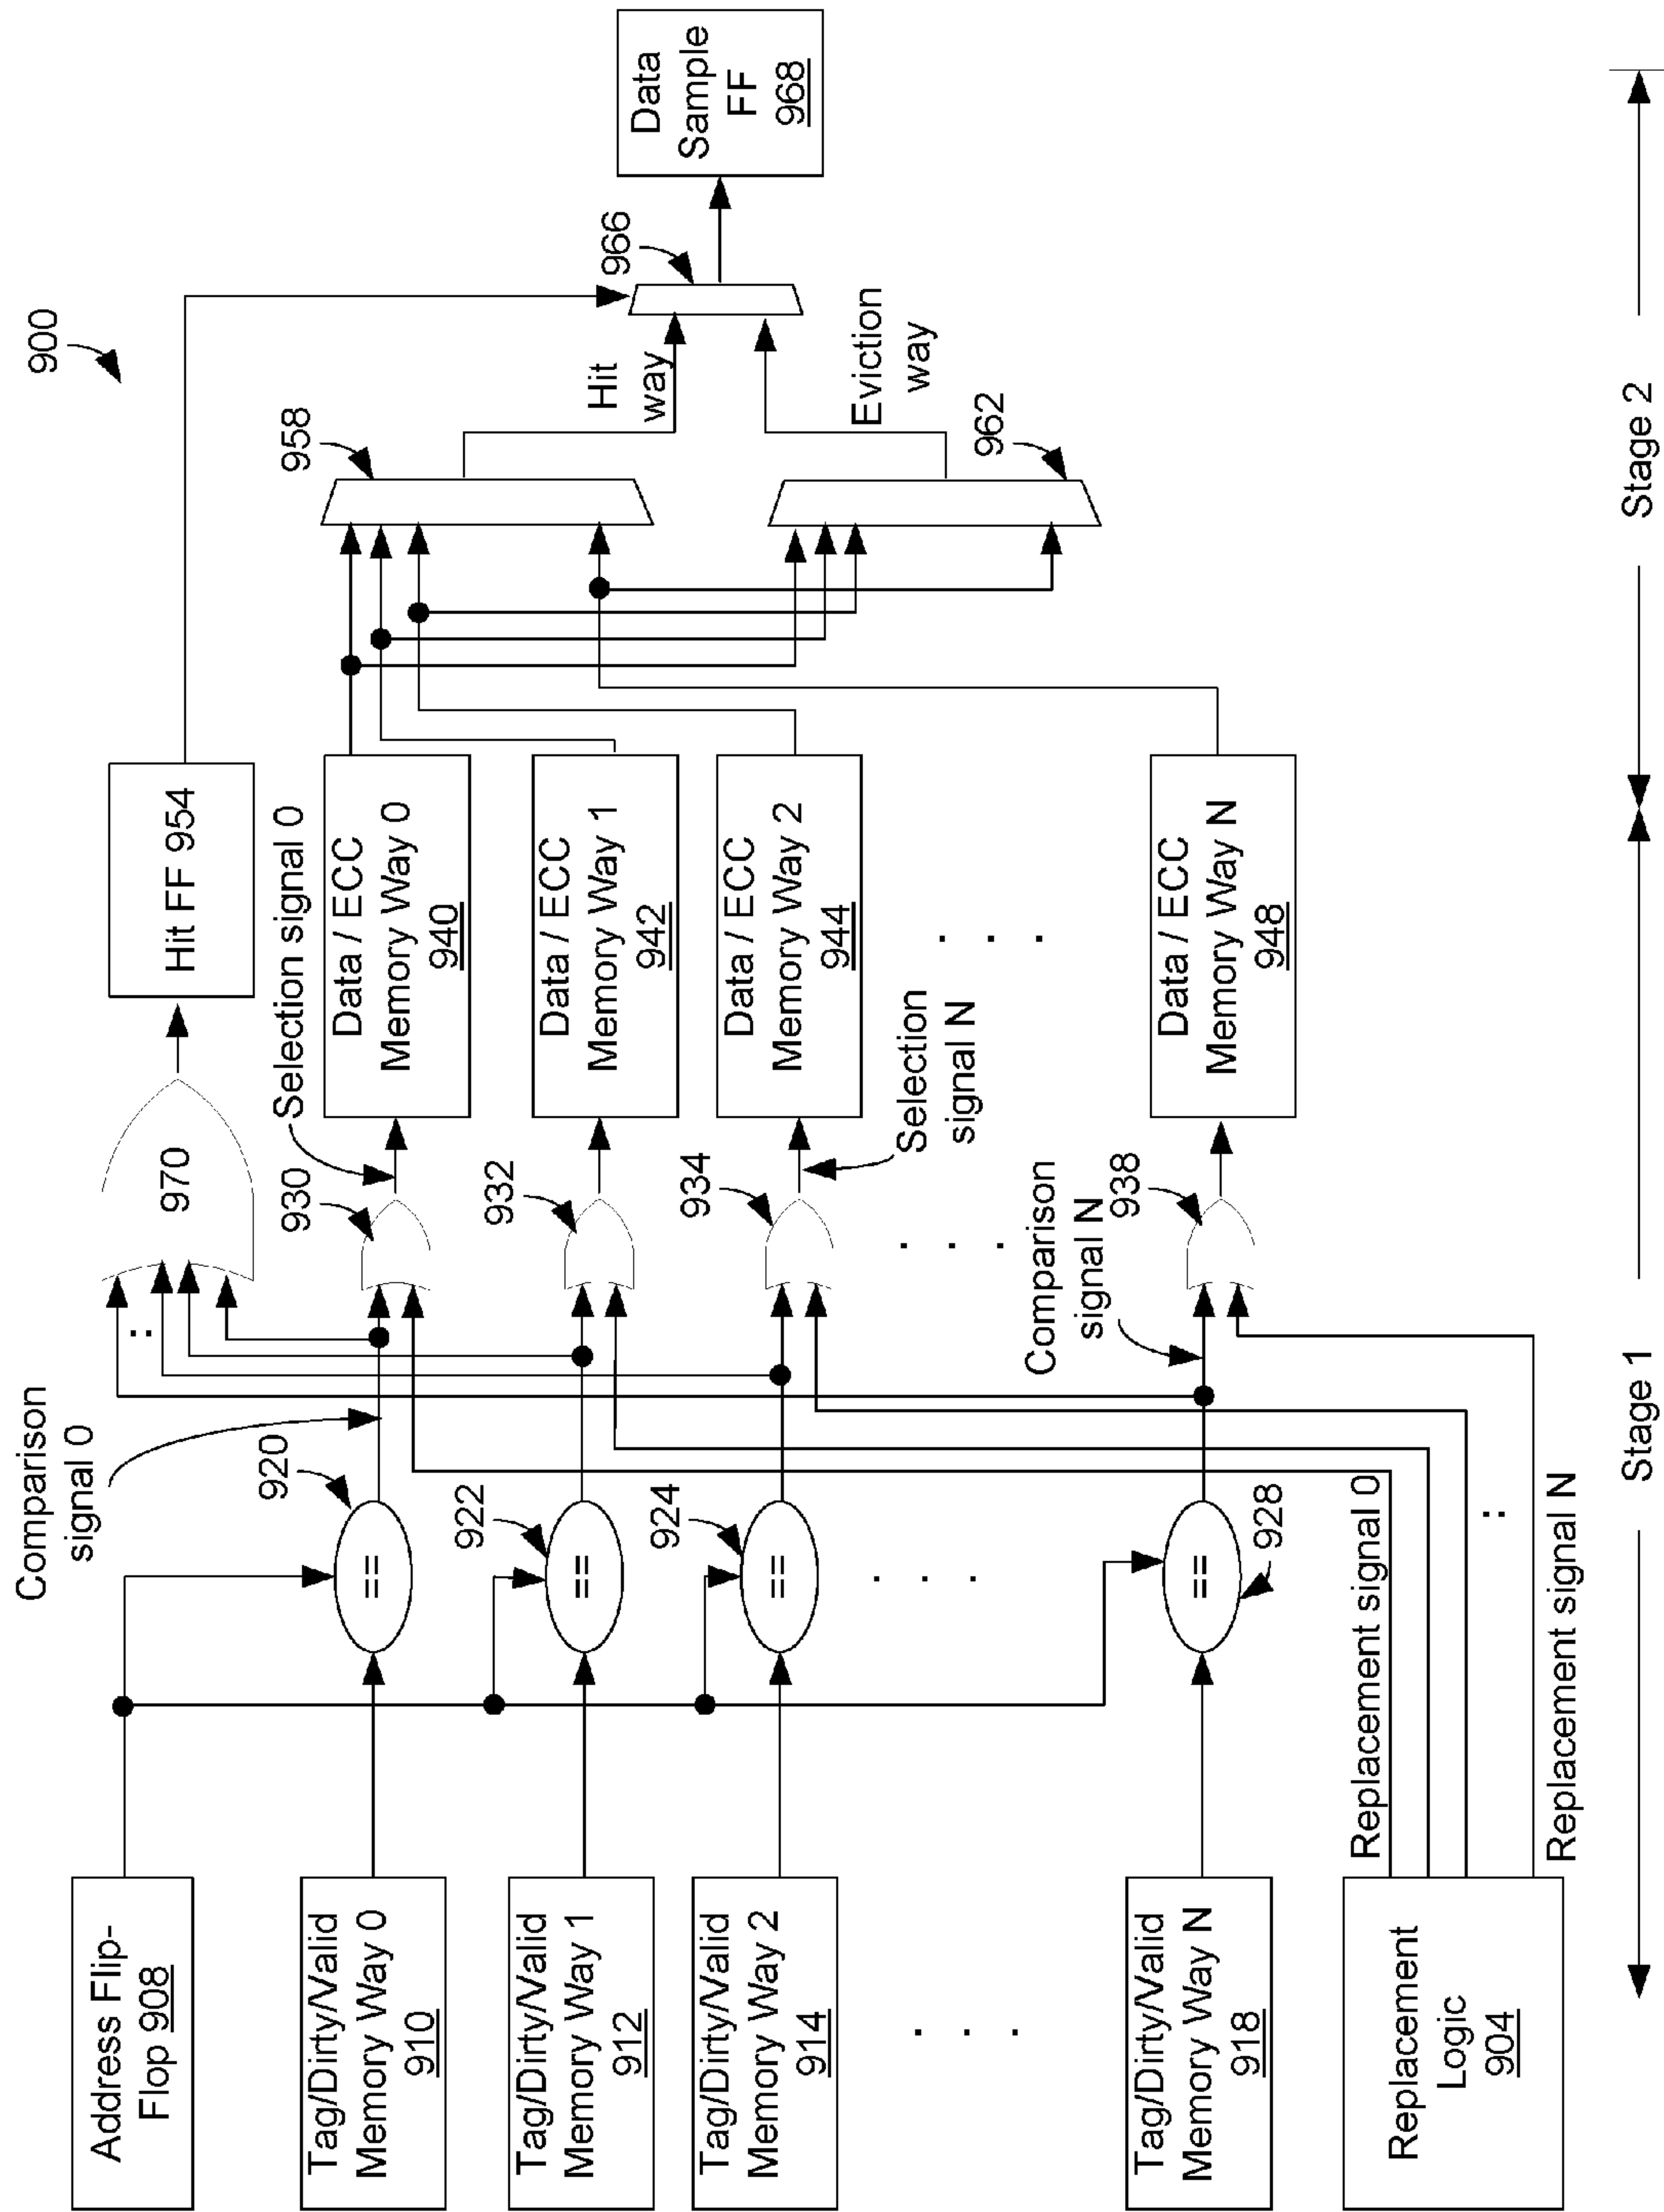 900
Address Flip-
Flop 908
Tag/Dirty/Valid
Memory Way 0
910
Tag/Dirty/Valid
Memory Way 1
912
Tag/Dirty/Valid
Memory Way 2
914
. . .
Tag/Dirty/Valid
Memory Way N
918
Replacement
Logic
904
Replacement signal 0
:
Replacement signal N
Comparison
signal 0
920
==
922
==
924
==
. . .
928
==
Comparison
signal N
:
970
930
932
934
. . .
938
Selection signal 0
Selection
signal N
Hit FF 954
Data / ECC
Memory Way 0
940
Data / ECC
Memory Way 1
942
Data / ECC
Memory Way 2
944
. . .
Data / ECC
Memory Way N
948
958
962
Hit
way
Eviction
way
966
Data
Sample
FF
968
Stage 1
Stage 2